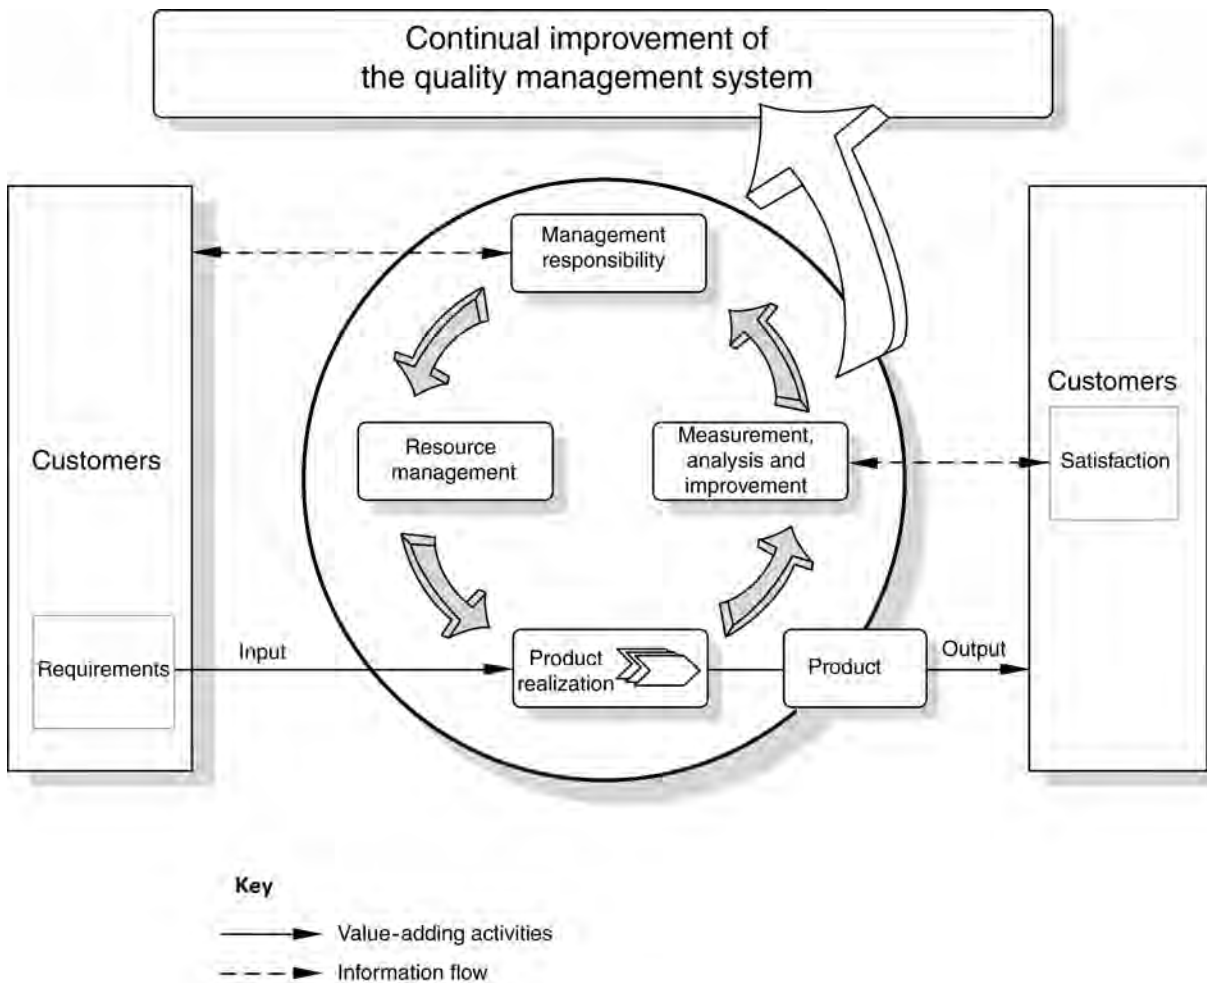 Continual improvement of
the quality management system
Management
responsibility
Customers
Resource
management
Measurement,
analysis and
improvement
Customers
Satisfaction
Requirements
Input
Product
realization
Product
Output
Key
Value-adding activities
Information flow